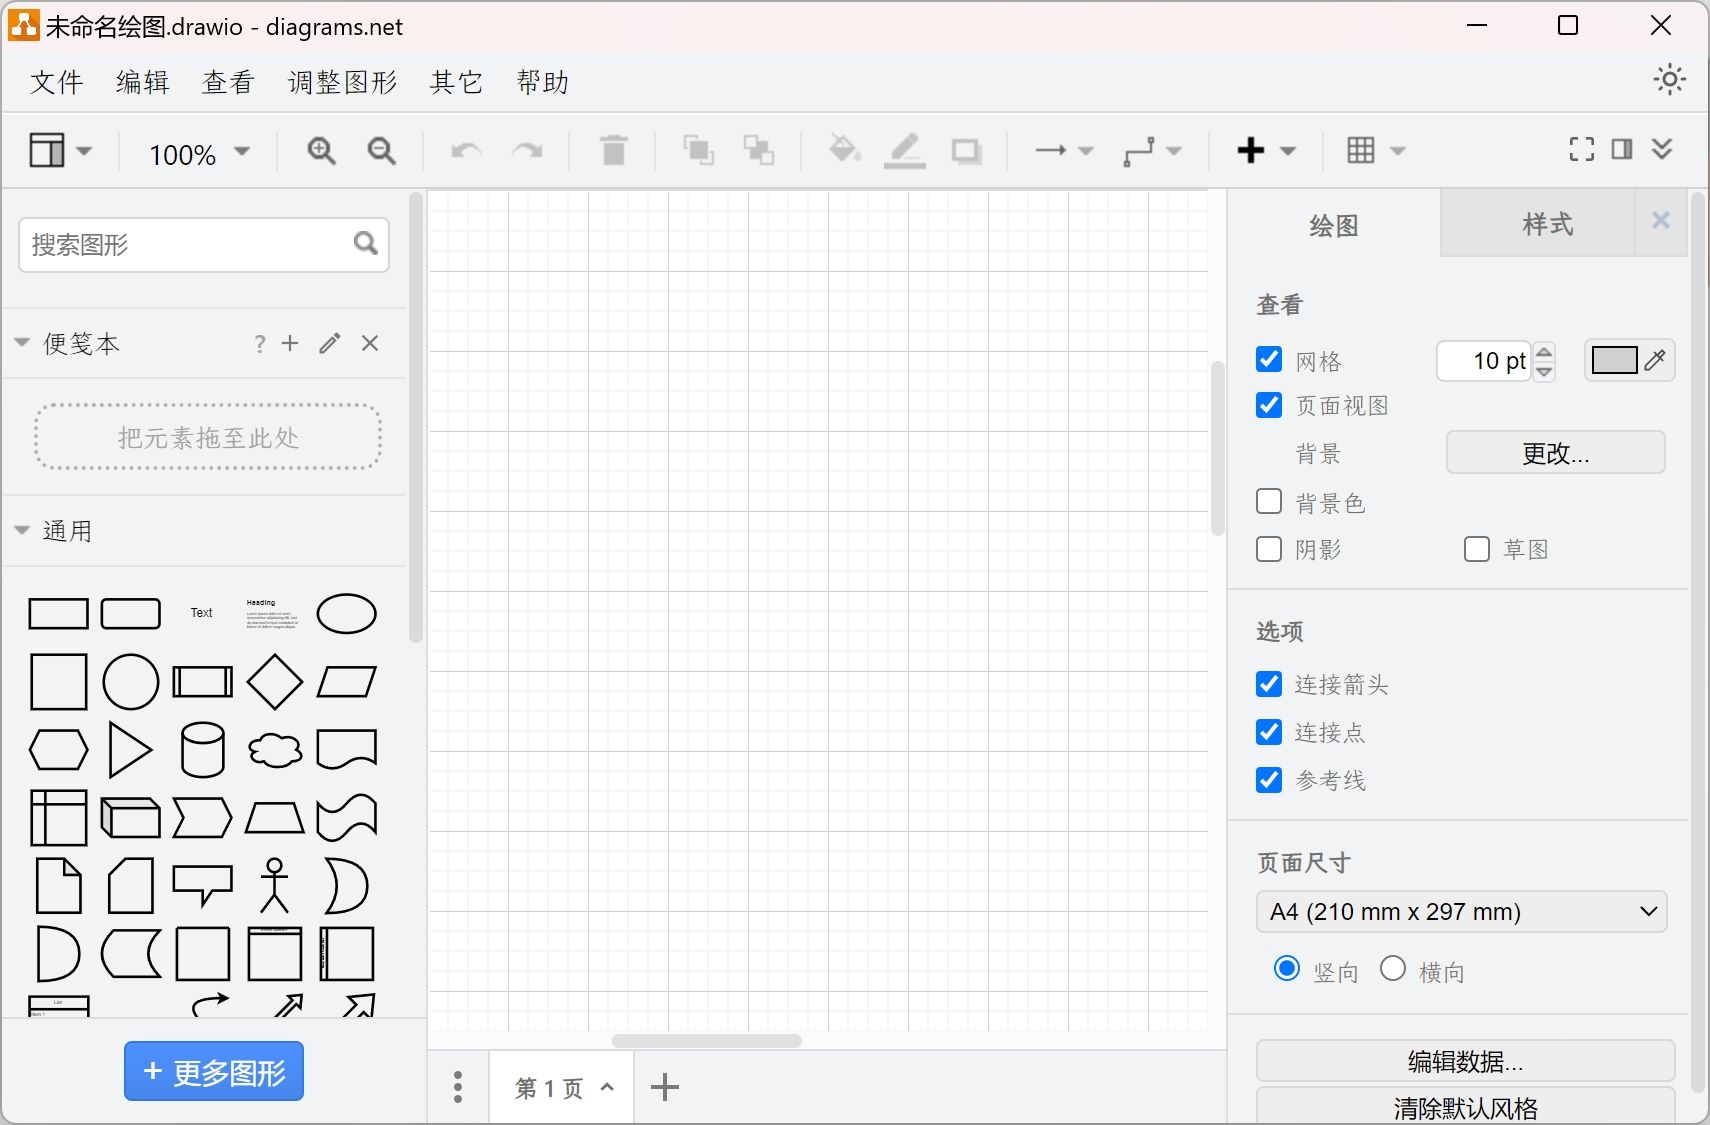 未命名绘图.drawio - diagrams.net
文件 编辑 查看 调整图形 其它 帮助
100%
搜索图形
便笺本 ?
把元素拖至此处
通用
Text
Heading
List
+ 更多图形
第 1 页
绘图 样式
查看
网格 10 pt
页面视图
背景 更改...
背景色
阴影 草图
选项
连接箭头
连接点
参考线
页面尺寸
A4 (210 mm x 297 mm)
竖向 横向
编辑数据...
清除默认风格